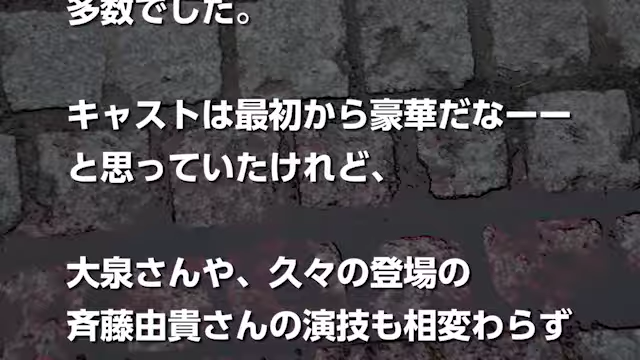 多数でした。
キャストは最初から豪華だなーー
と思っていたけれど、
大泉さんや、久々の登場の
斉藤由貴さんの演技も相変わらず